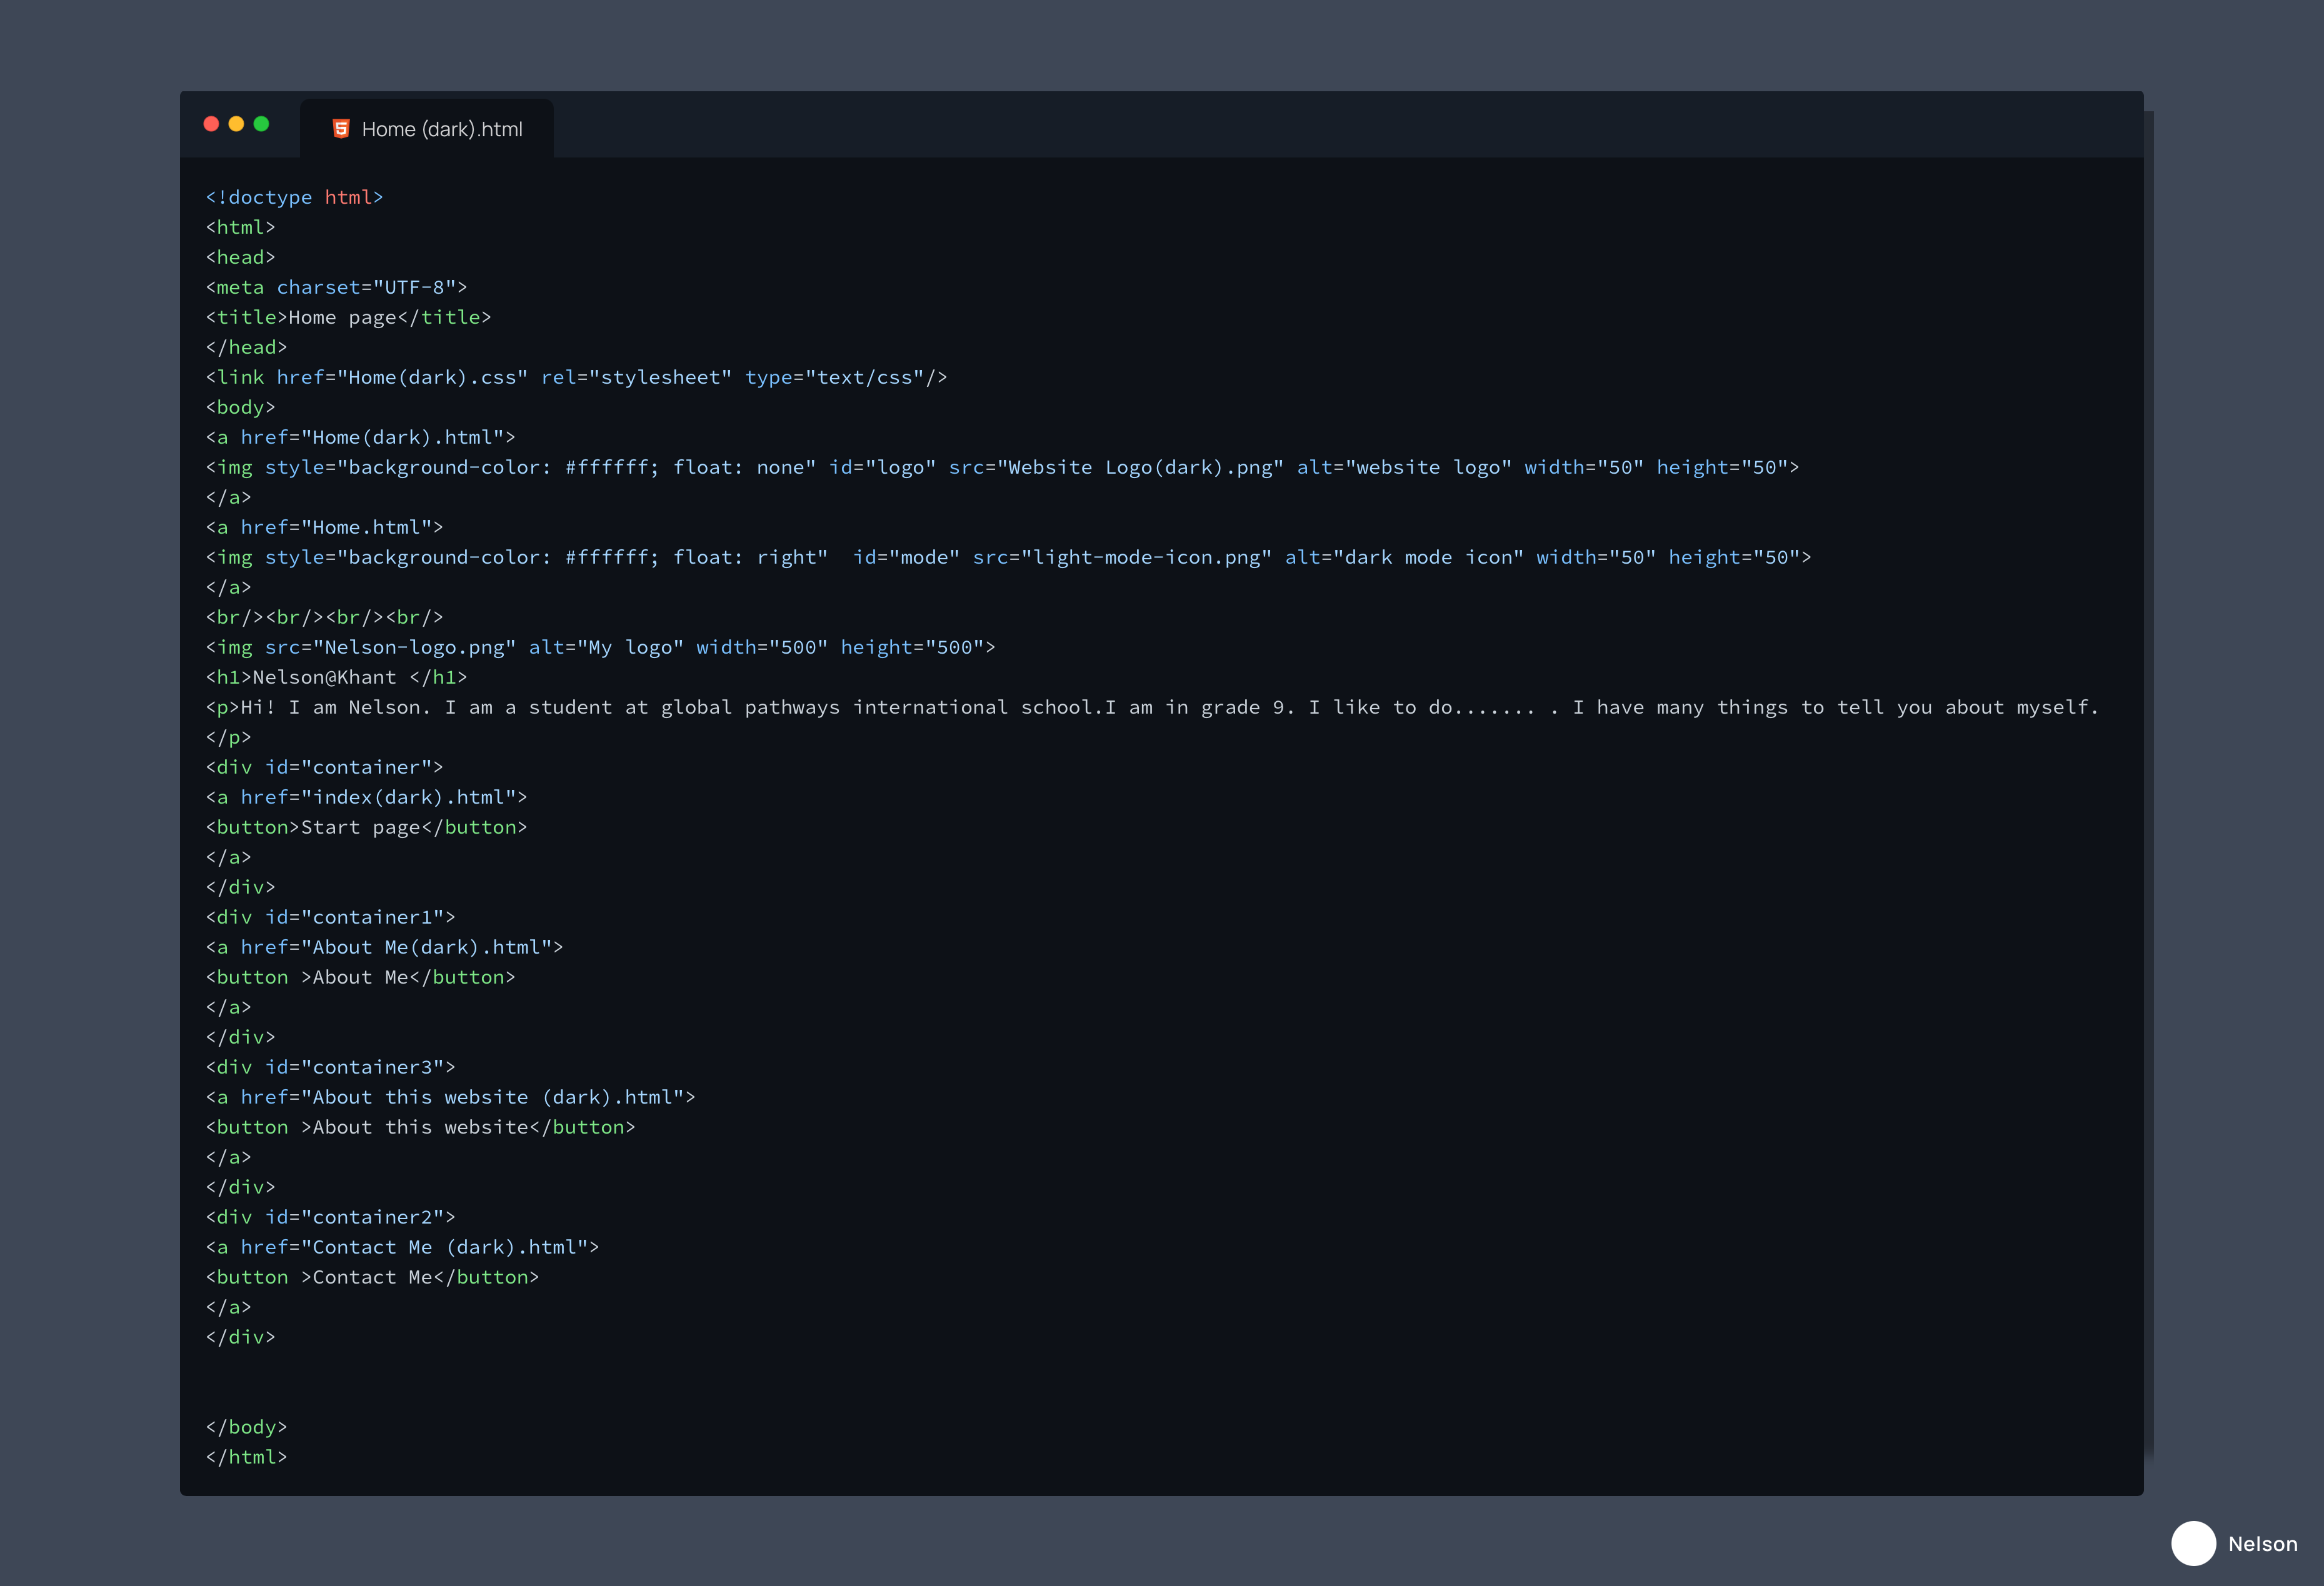 Home (dark).html
<!doctype html>
<html>
<head>
<meta charset="UTF-8">
<title>Home page</title>
</head>
<link href="Home(dark).css" rel="stylesheet" type="text/css"/>
<body>
<a href="Home(dark).html">
<img style="background-color: #ffffff; float: none" id="logo" src="Website Logo(dark).png" alt="website logo" width="50" height="50">
</a>
<a href="Home.html">
<img style="background-color: #ffffff; float: right"  id="mode" src="light-mode-icon.png" alt="dark mode icon" width="50" height="50">
</a>
<br/><br/><br/><br/>
<img src="Nelson-logo.png" alt="My logo" width="500" height="500">
<h1>Nelson@Khant </h1>
<p>Hi! I am Nelson. I am a student at global pathways international school.I am in grade 9. I like to do....... . I have many things to tell you about myself.
</p>
<div id="container">
<a href="index(dark).html">
<button>Start page</button>
</a>
</div>
<div id="container1">
<a href="About Me(dark).html">
<button >About Me</button>
</a>
</div>
<div id="container3">
<a href="About this website (dark).html">
<button >About this website</button>
</a>
</div>
<div id="container2">
<a href="Contact Me (dark).html">
<button >Contact Me</button>
</a>
</div>
</body>
</html>
Nelson